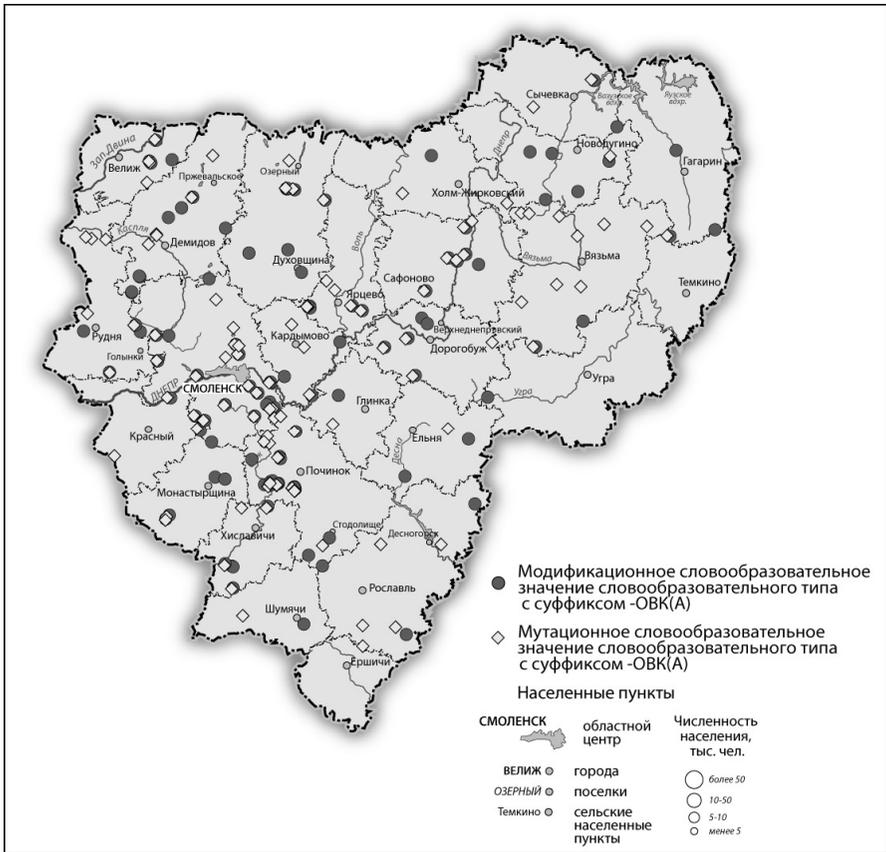 Сычевка
Вазузское
вдхр.
Яузское
вдхр.
Днепр
Новодугино
Гагарин
Зап.Двина
Велиж
Пржевальское
Озерный
Холм-Жирковский
Каспля
Демидов
Вопь
Духовщина
Сафоново
Вязьма
Вязьма
Темкино
Ярцево
Рудня
Голынки
Кардымово
Верхнеднепровский
Дорогобуж
Угра
Угра
ДНЕПР
СМОЛЕНСК
Глинка
Красный
Ельня
Десна
Починок
Монастырщина
Стодолище
Хиславичи
Десногорск
Рославль
Шумячи
Ершичи
Модификационное словообразовательное
значение словообразовательного типа
с суффиксом -ОВК(А)
Мутационное словообразовательное
значение словообразовательного типа
с суффиксом -ОВК(А)
Населенные пункты
СМОЛЕНСК
областной
центр
ВЕЛИЖ
города
ОЗЕРНЫЙ
поселки
Темкино
сельские
населенные
пункты
Численность
населения,
тыс. чел.
более 50
10-50
5-10
менее 5